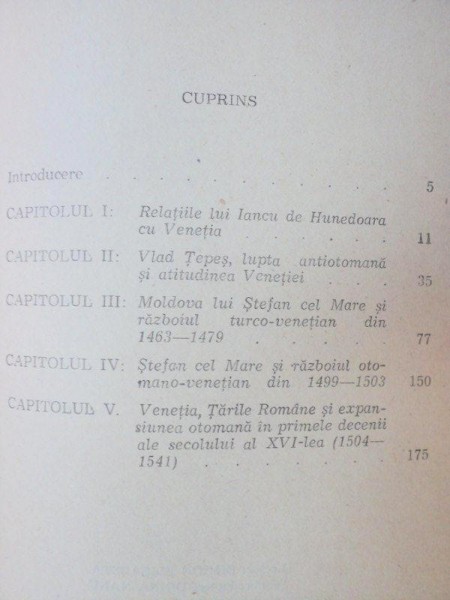 CUPRINS
Introducere . . . . . . . . . . 5
CAPITOLUL I: Relațiile lui Iancu de Hunedoara
cu Veneția . . . . . 11
CAPITOLUL II: Vlad Țepeș, lupta antiotomană
și atitudinea Veneției . . . 35
CAPITOLUL III: Moldova lui Ștefan cel Mare și
războiul turco-venețian din
1463—1479 . . . . . 77
CAPITOLUL IV: Ștefan cel Mare și războiul oto-
mano-venețian din 1499—1503 150
CAPITOLUL V. Veneția, Țările Române și expan-
siunea otomană în primele decenii
ale secolului al XVI-lea (1504—
1541) . . . . . . . 175